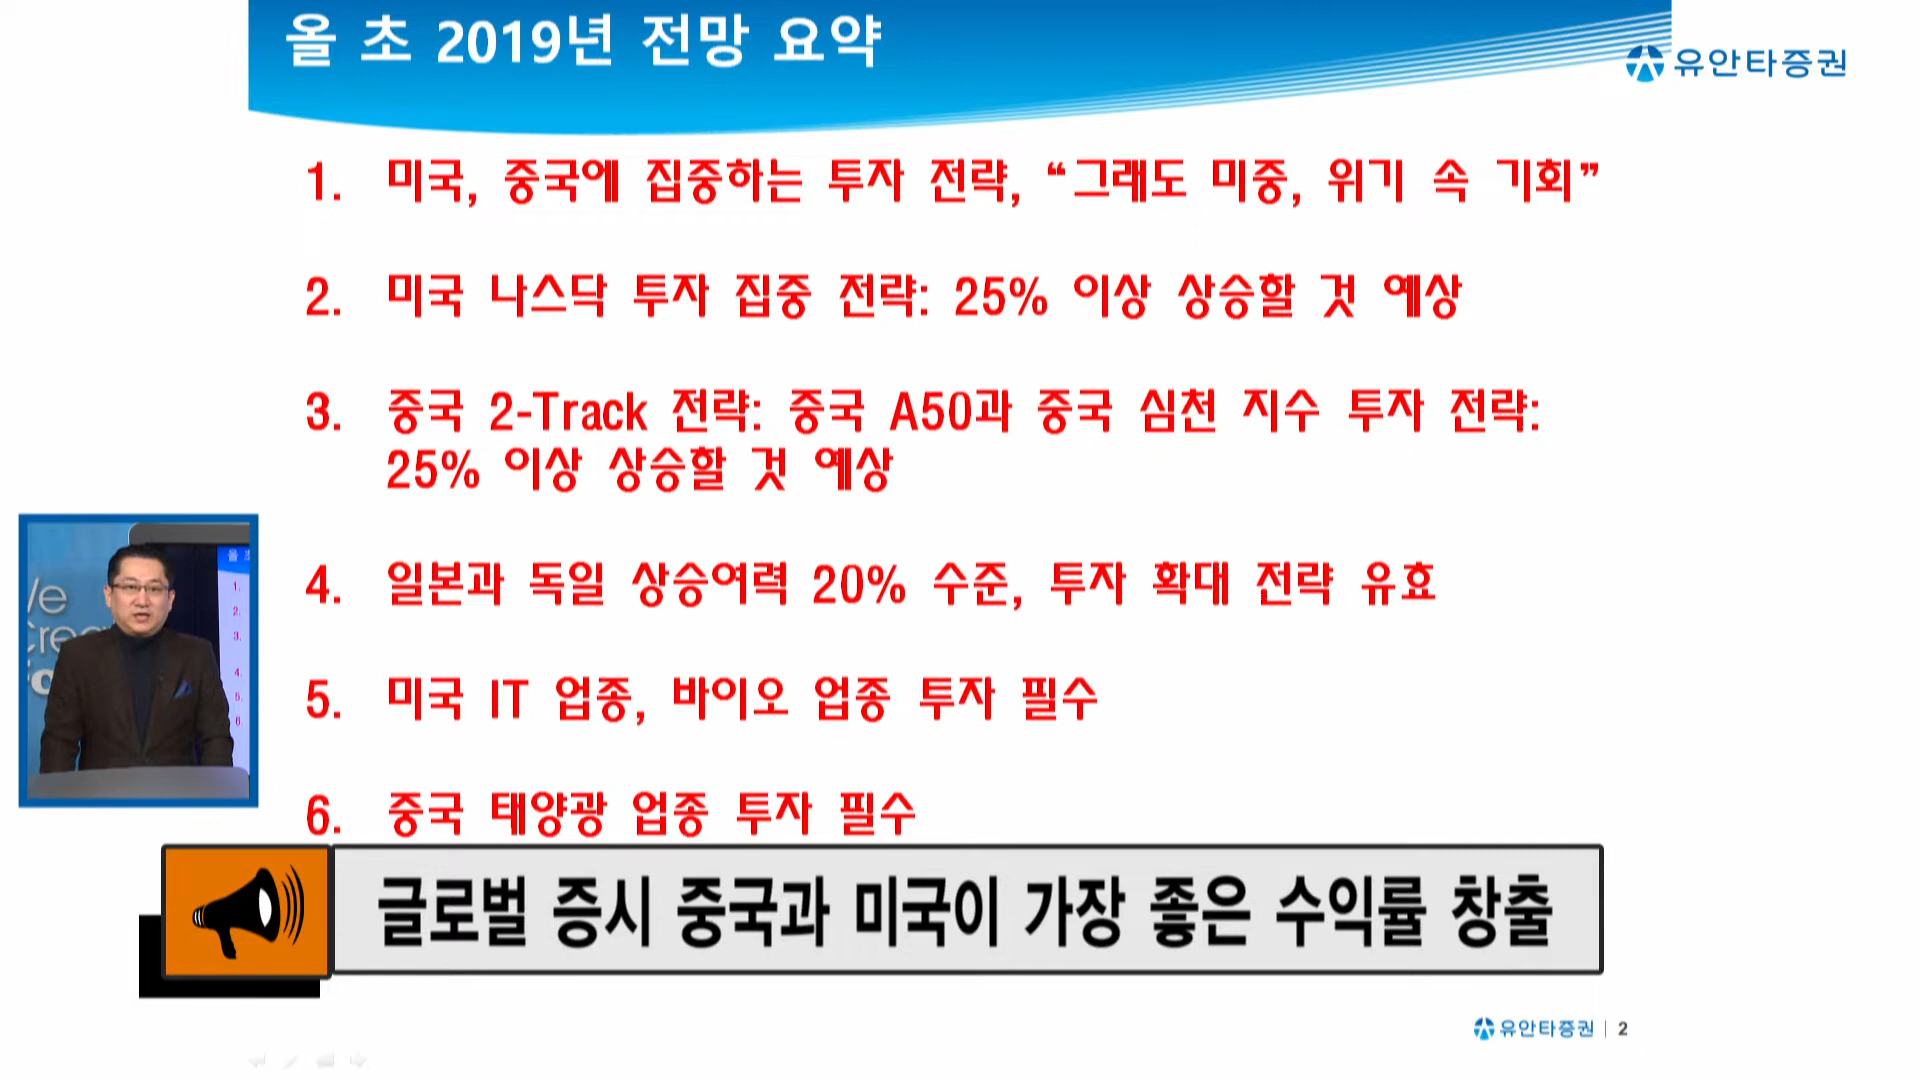 올 초 2019년 전망 요약
유안타증권
1. 미국, 중국에 집중하는 투자 전략, “그래도 미중, 위기 속 기회”
2. 미국 나스닥 투자 집중 전략: 25% 이상 상승할 것 예상
3. 중국 2-Track 전략: 중국 A50과 중국 심천 지수 투자 전략:
25% 이상 상승할 것 예상
4. 일본과 독일 상승여력 20% 수준, 투자 확대 전략 유효
5. 미국 IT 업종, 바이오 업종 투자 필수
6. 중국 태양광 업종 투자 필수
올 초
1.
2.
3.
4.
5.
6.
글로벌 증시 중국과 미국이 가장 좋은 수익률 창출
유안타증권 | 2